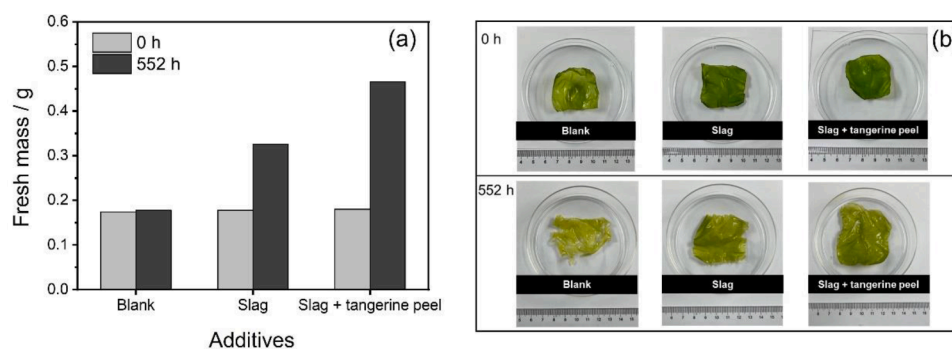 (a)
0 h
552 h
Fresh mass / g
0.6
0.5
0.4
0.3
0.2
0.1
0.0
Blank
Slag
Slag + tangerine peel
Additives
(b)
0 h
Blank
Slag
Slag + tangerine peel
552 h
Blank
Slag
Slag + tangerine peel